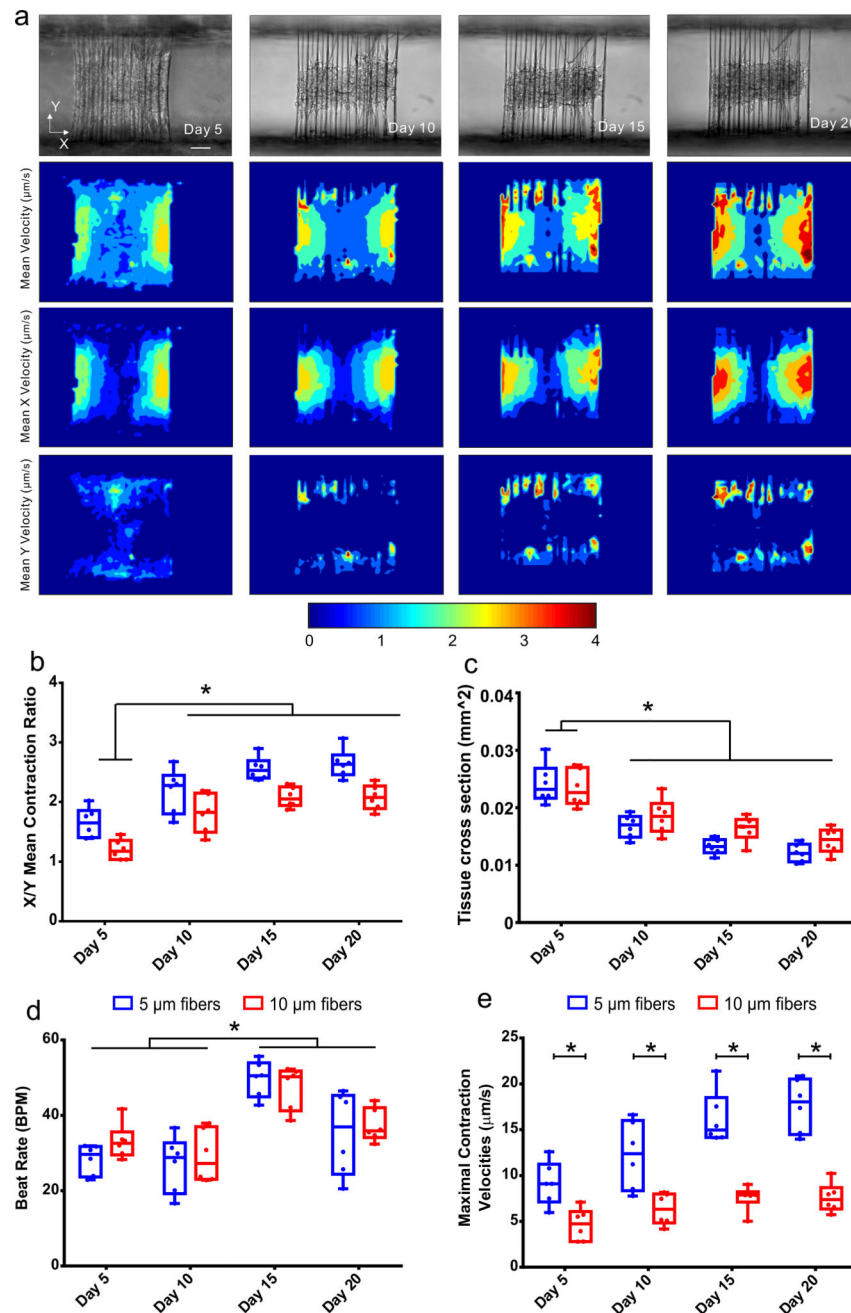 a
Y
X
Day 5
Day 10
Day 15
Day 20
Mean Velocity (µm/s)
Mean X Velocity (µm/s)
Mean Y Velocity (µm/s)
0 1 2 3 4
b
X/Y Mean Contraction Ratio
4
3
2
1
0
*
Day 5 Day 10 Day 15 Day 20
c
Tissue cross section (mm^2)
0.04
0.03
0.02
0.01
0
*
Day 5 Day 10 Day 15 Day 20
5 µm fibers 10 µm fibers
d
Beat Rate (BPM)
60
40
20
0
*
Day 5 Day 10 Day 15 Day 20
5 µm fibers 10 µm fibers
e
Maximal Contraction
Velocities (µm/s)
25
20
15
10
5
0
* * * *
Day 5 Day 10 Day 15 Day 20